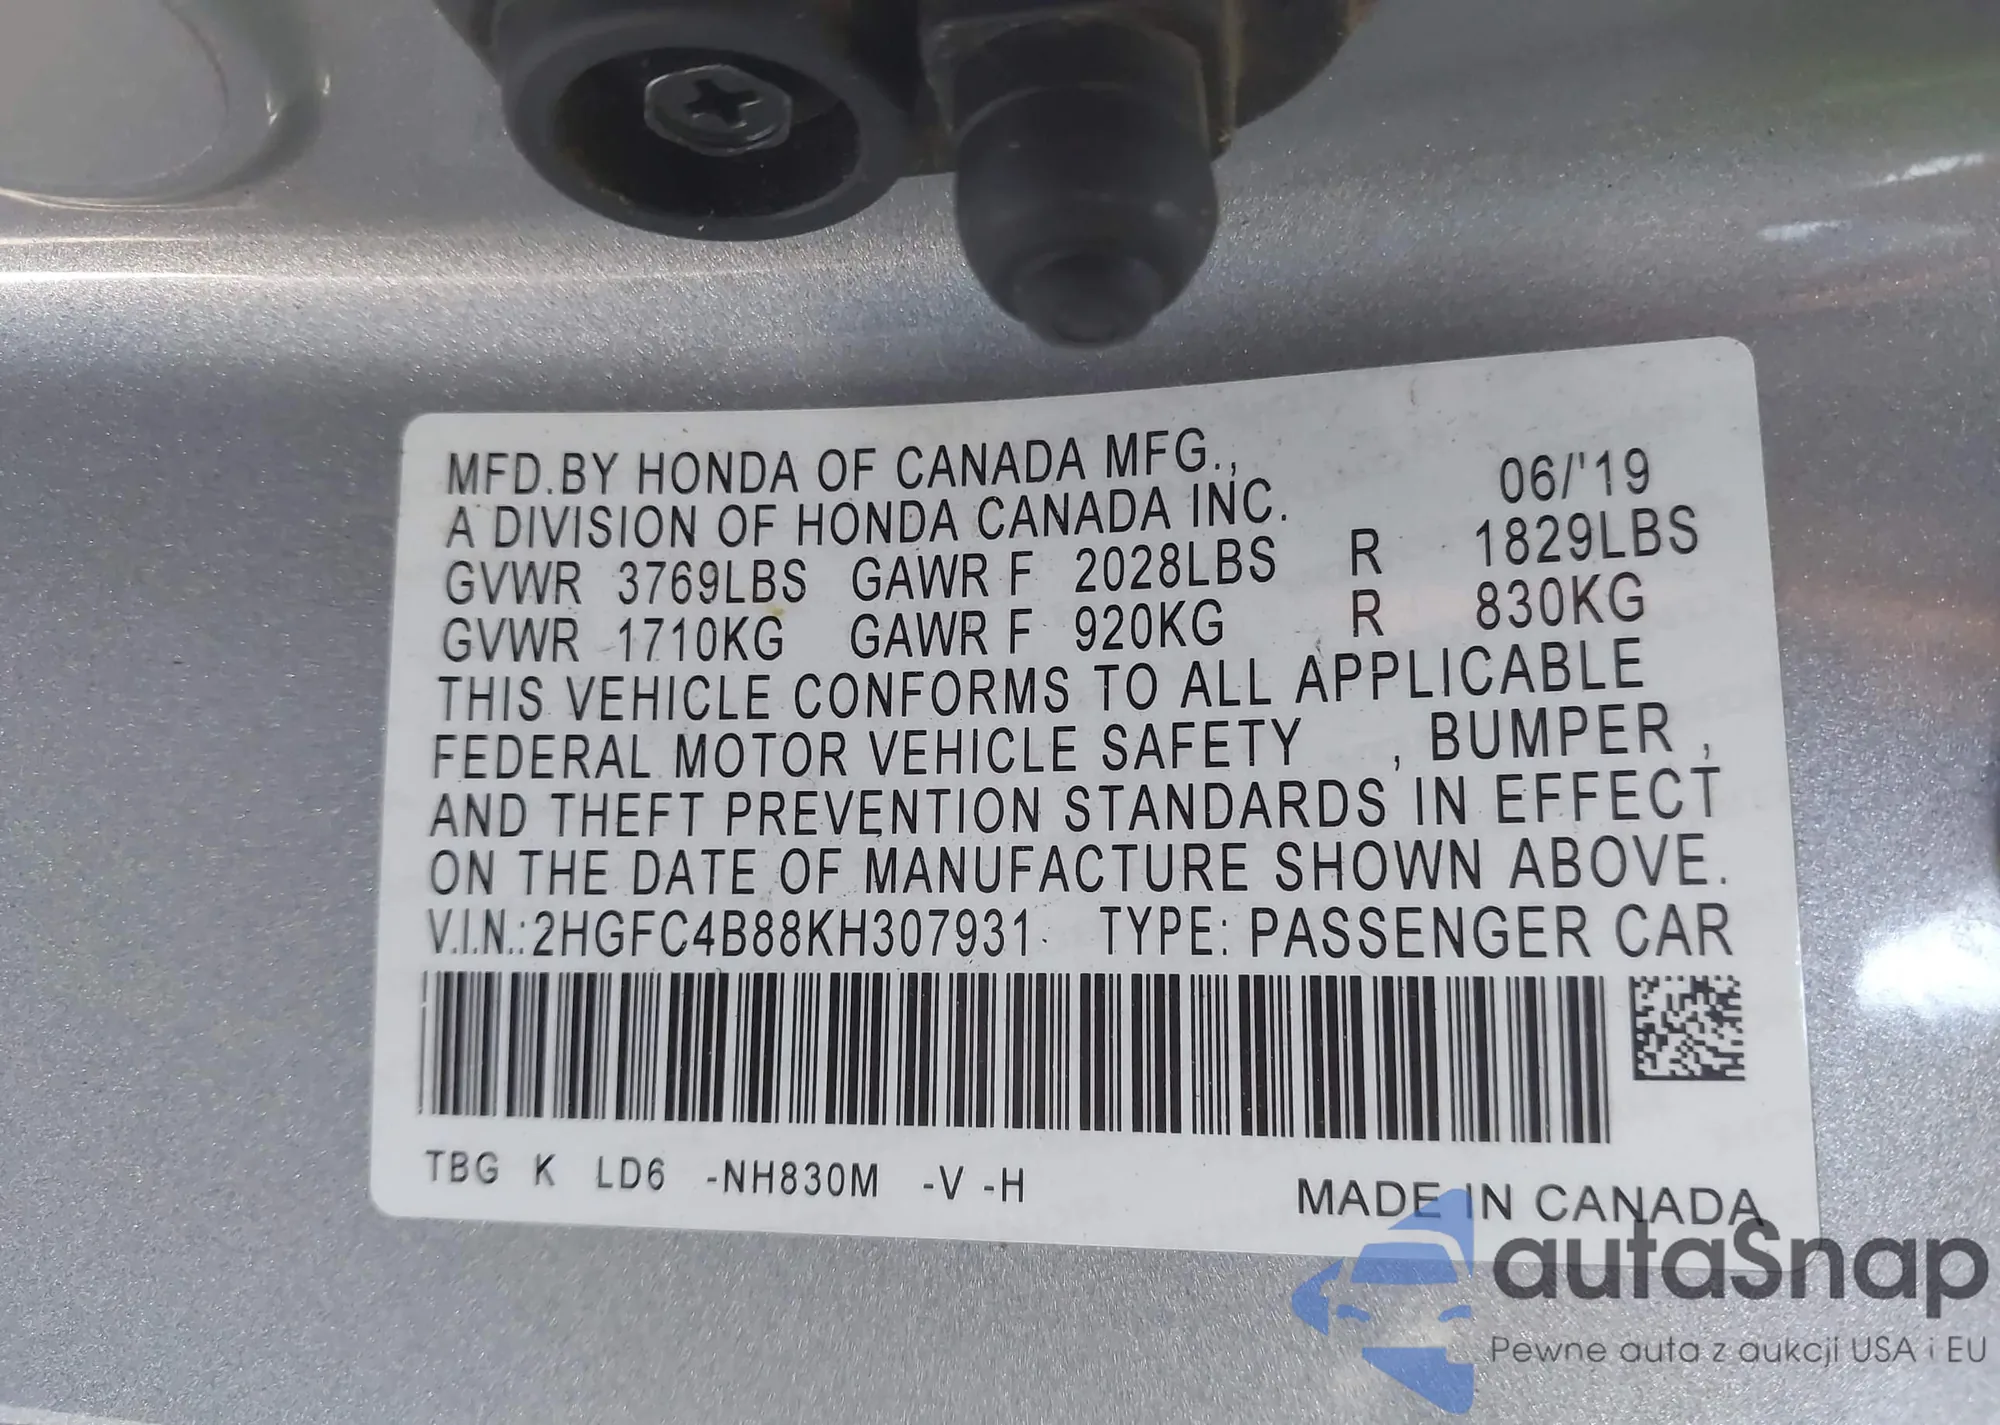 MFD.BY HONDA OF CANADA MFG.,
A DIVISION OF HONDA CANADA INC. 06/'19
GVWR 3769LBS GAWR F 2028LBS R 1829LBS
GVWR 1710KG GAWR F 920KG R 830KG
THIS VEHICLE CONFORMS TO ALL APPLICABLE
FEDERAL MOTOR VEHICLE SAFETY , BUMPER ,
AND THEFT PREVENTION STANDARDS IN EFFECT
ON THE DATE OF MANUFACTURE SHOWN ABOVE.
V.I.N.:2HGFC4B88KH307931 TYPE: PASSENGER CAR
TBG K LD6 -NH830M -V -H
MADE IN CANADA
autaSnap
Pewne auta z aukcji USA i EU